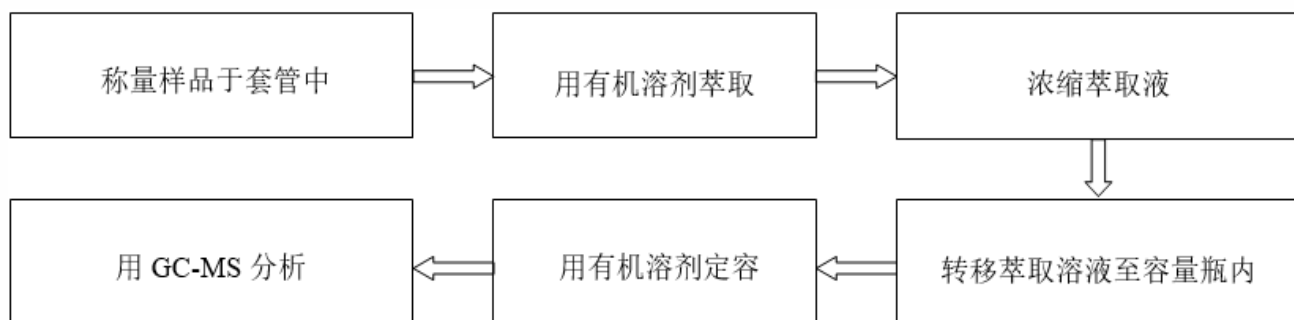 称量样品于套管中
用有机溶剂萃取
浓缩萃取液
转移萃取溶液至容量瓶内
用有机溶剂定容
用 GC-MS 分析